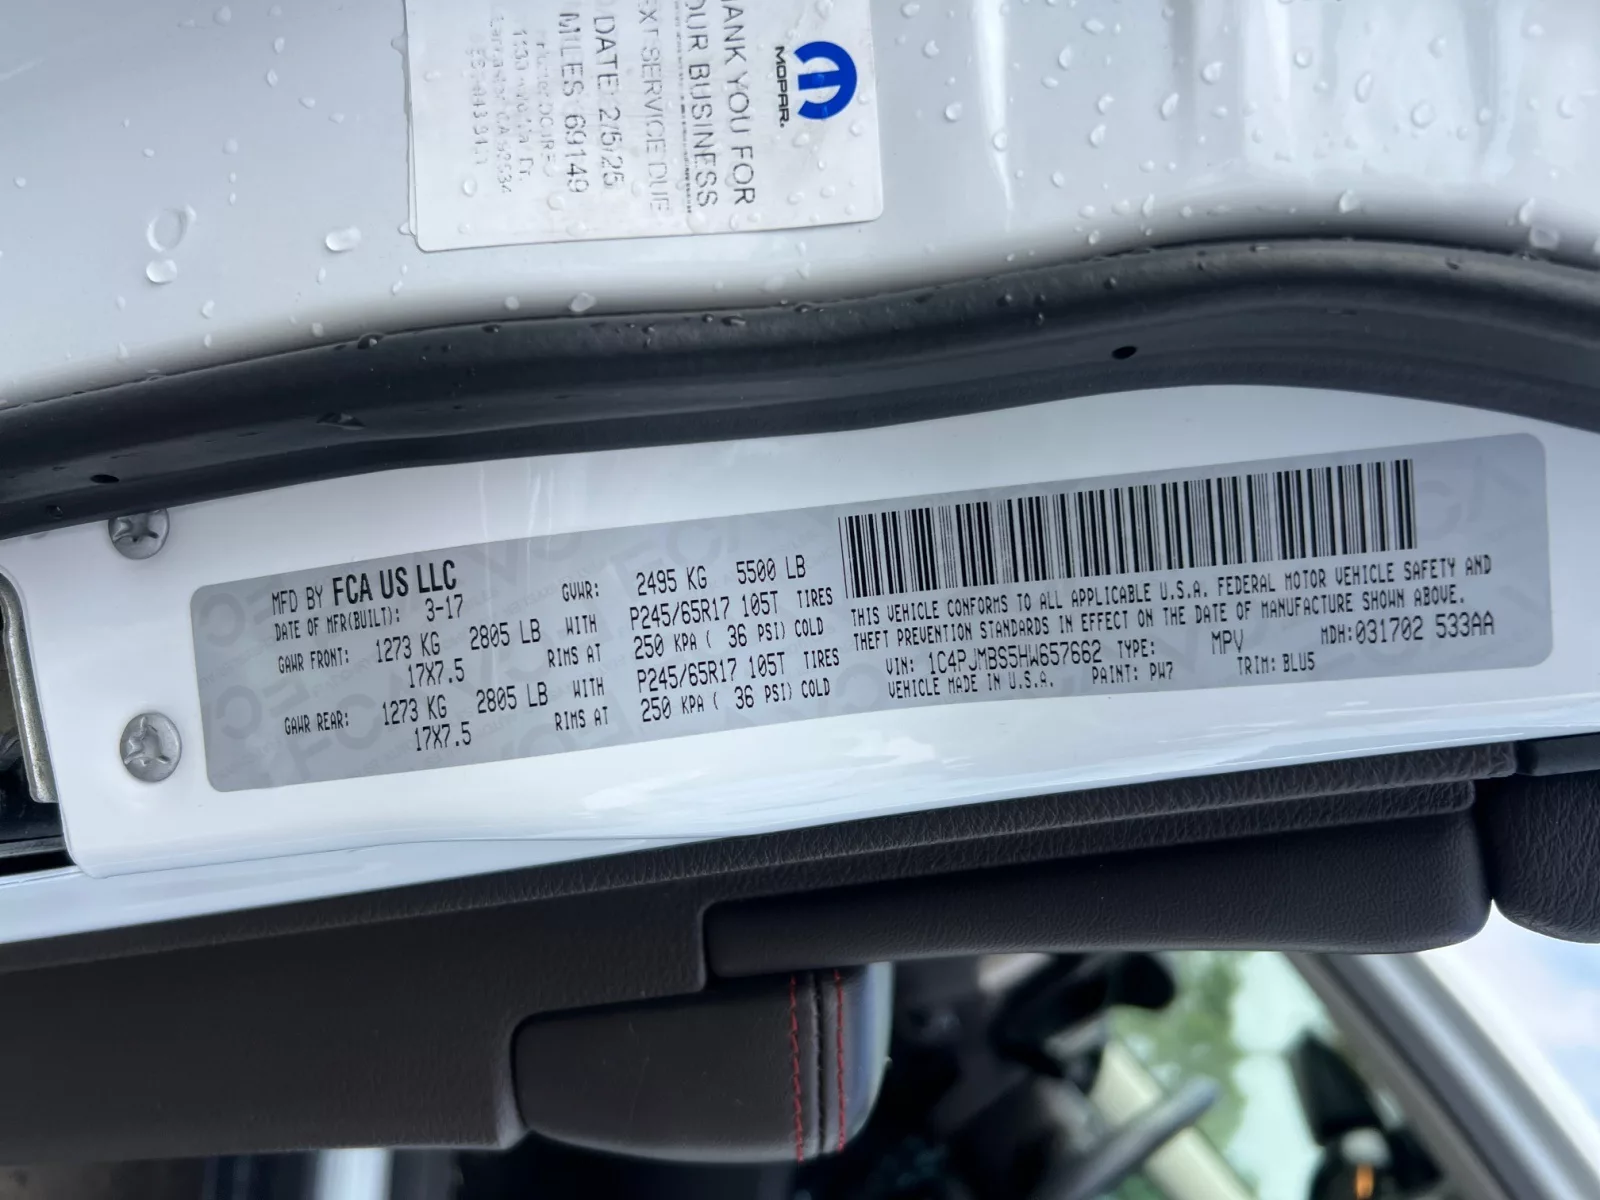 MOPAR.
HANK YOU FOR
OUR BUSINESS
EXT SERVICE DUE
DATE: 2/5/25
MILES: 69149
MFD BY FCA US LLC
DATE OF MFR(BUILT): 3-17
GVWR: 2495 KG 5500 LB
GAWR FRONT: 1273 KG 2805 LB WITH P245/65R17 105T TIRES
17X7.5 RIMS AT 250 KPA ( 36 PSI) COLD
GAWR REAR: 1273 KG 2805 LB WITH P245/65R17 105T TIRES
17X7.5 RIMS AT 250 KPA ( 36 PSI) COLD
THIS VEHICLE CONFORMS TO ALL APPLICABLE U.S.A. FEDERAL MOTOR VEHICLE SAFETY AND
THEFT PREVENTION STANDARDS IN EFFECT ON THE DATE OF MANUFACTURE SHOWN ABOVE.
VIN: 1C4PJMBS5HW657662 TYPE: MPV MDH:031702 533AA
VEHICLE MADE IN U.S.A. PAINT: PW7 TRIM: BLU5